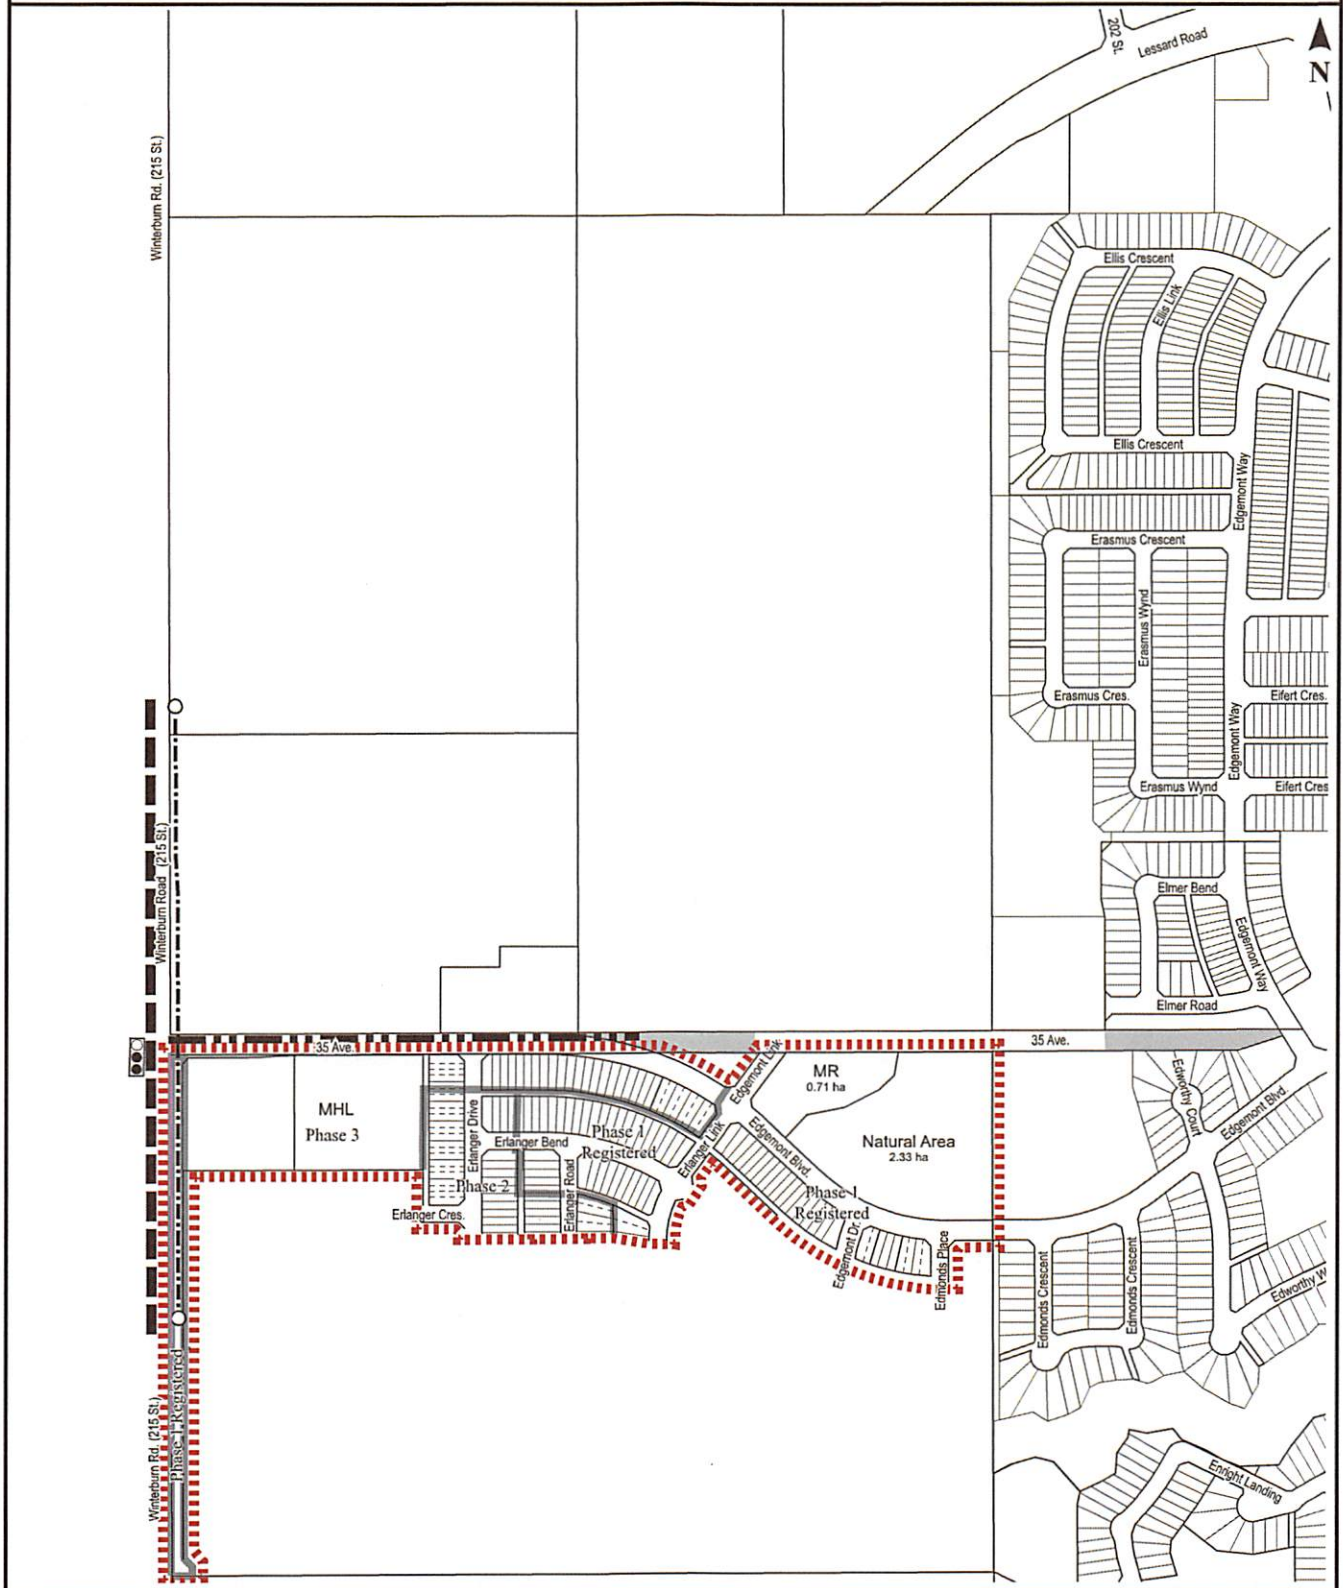 202 St.
Lessard Road
N
Winterburn Rd. (215 St.)
Ellis Crescent
Ellis Link
Ellis Crescent
Edgemont Way
Erasmus Crescent
Erasmus Wynd
Erasmus Cres.
Eifert Cres.
Edgemont Way
Erasmus Wynd
Eifert Cres
Winterburn Road (215 St.)
Elmer Bend
Edgemont Way
Elmer Road
35 Ave.
35 Ave.
Edgemont Link
MR
0.71 ha
Edworthy Court
Edgemont Blvd.
MHL
Phase 3
Erlanger Drive
Erlanger Bend
Phase 1
Registered
Erlanger Link
Edgemont Blvd.
Natural Area
2.33 ha
Phase 2
Erlanger Road
Erlanger Cres.
Phase 1
Registered
Edgemont Dr.
Edmonds Place
Edmonds Crescent
Edmonds Crescent
Edworthy W
Phase 1 Registered
Winterburn Rd. (215 St.)
Enright Landing